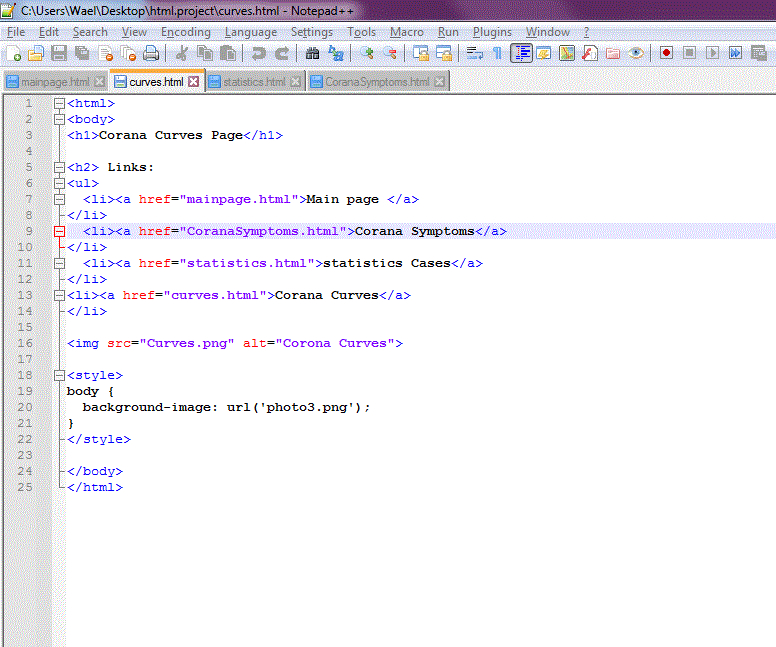 C:\Users\Wael\Desktop\html.project\curves.html - Notepad++
File Edit Search View Encoding Language Settings Tools Macro Run Plugins Window ?
mainpage.html curves.html statistics.html CoranaSymptoms.html
1 <html>
2 <body>
3 <h1>Corana Curves Page</h1>
4
5 <h2> Links:
6 <ul>
7   <li><a href="mainpage.html">Main page </a>
8 </li>
9   <li><a href="CoranaSymptoms.html">Corana Symptoms</a>
10 </li>
11   <li><a href="statistics.html">statistics Cases</a>
12 </li>
13 <li><a href="curves.html">Corana Curves</a>
14 </li>
15
16 <img src="Curves.png" alt="Corona Curves">
17
18 <style>
19 body {
20   background-image: url('photo3.png');
21 }
22 </style>
23
24 </body>
25 </html>